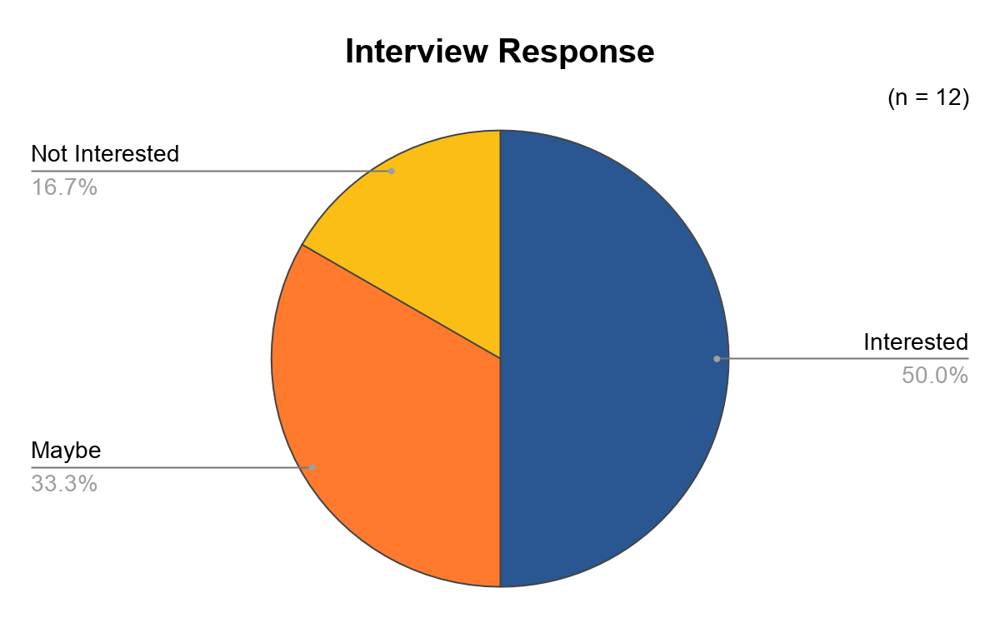 Interview Response
(n = 12)
Not Interested
16.7%
Interested
50.0%
Maybe
33.3%